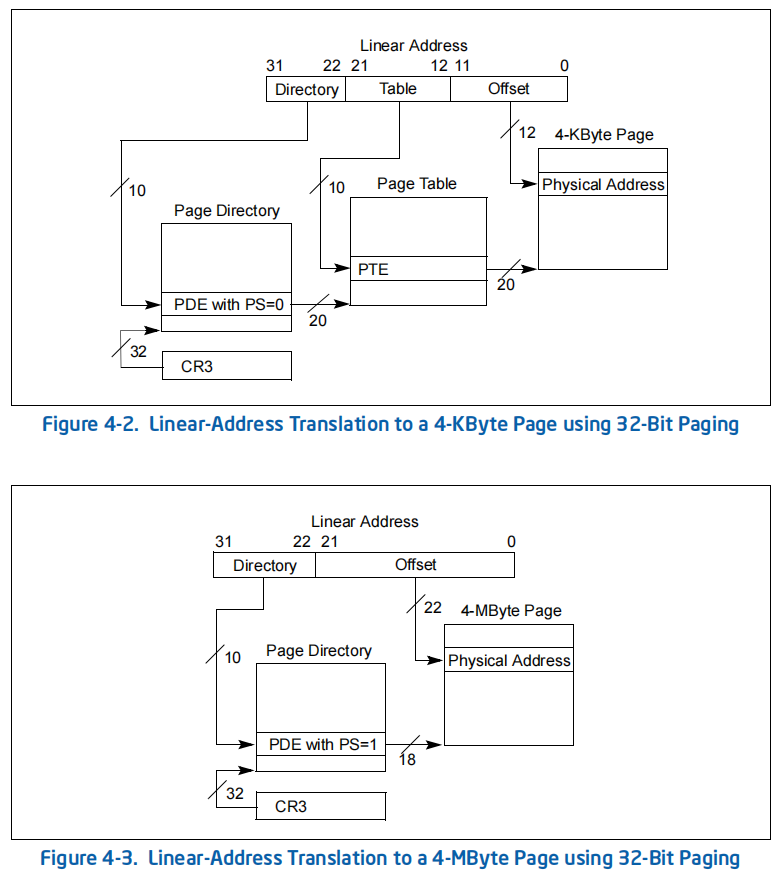 Linear Address
31 22 21 12 11 0
Directory Table Offset
12 4-KByte Page
10 10 Page Table Physical Address
Page Directory
PTE
20
PDE with PS=0
20
32
CR3
Figure 4-2. Linear-Address Translation to a 4-KByte Page using 32-Bit Paging
Linear Address
31 22 21 0
Directory Offset
22 4-MByte Page
10 Page Directory Physical Address
PDE with PS=1
18
32
CR3
Figure 4-3. Linear-Address Translation to a 4-MByte Page using 32-Bit Paging